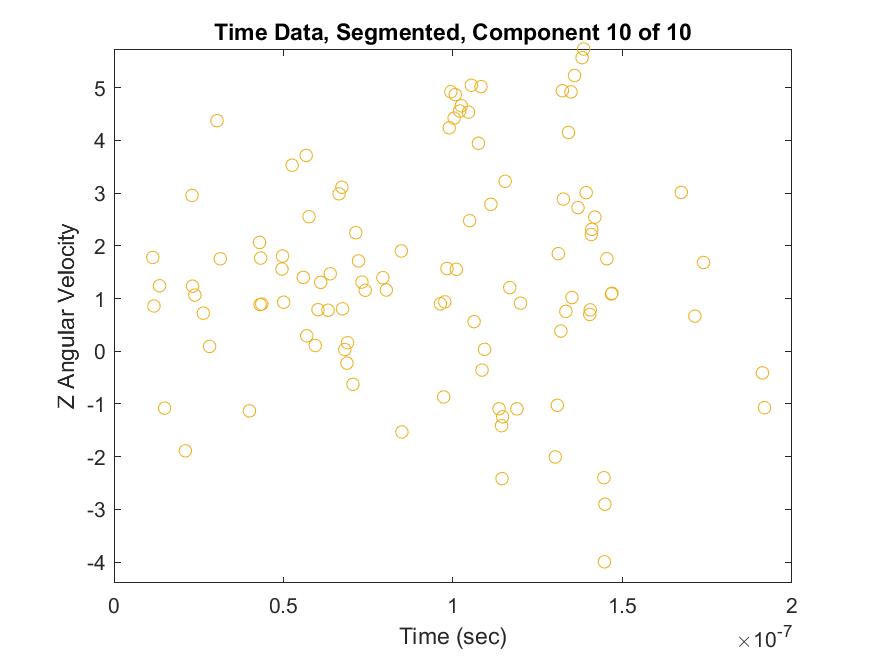 Time Data, Segmented, Component 10 of 10
Z Angular Velocity
5
4
3
2
1
0
-1
-2
-3
-4
0 0.5 1 1.5 2
Time (sec)
×10-7